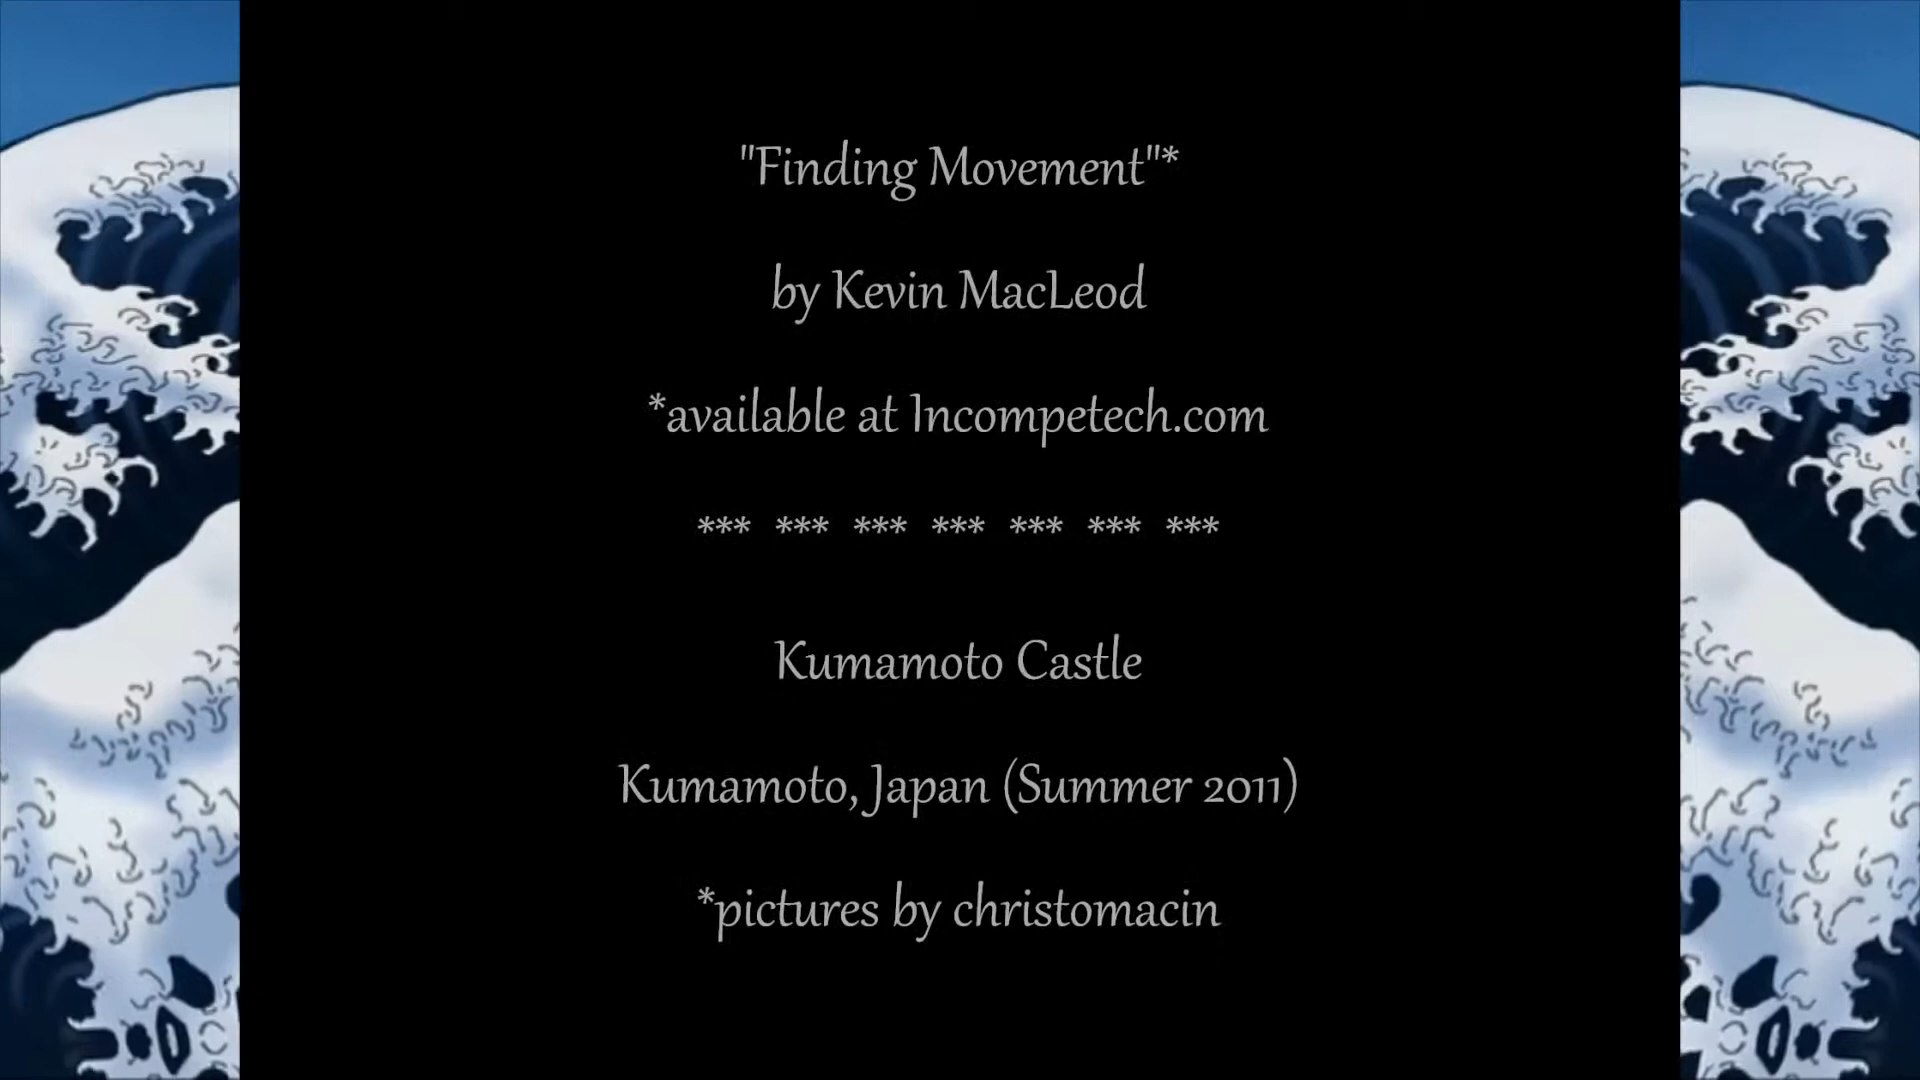 "Finding Movement"*
by Kevin MacLeod
*available at Incompetech.com
*** *** *** *** *** *** ***
Kumamoto Castle
Kumamoto, Japan (Summer 2011)
*pictures by christomacin